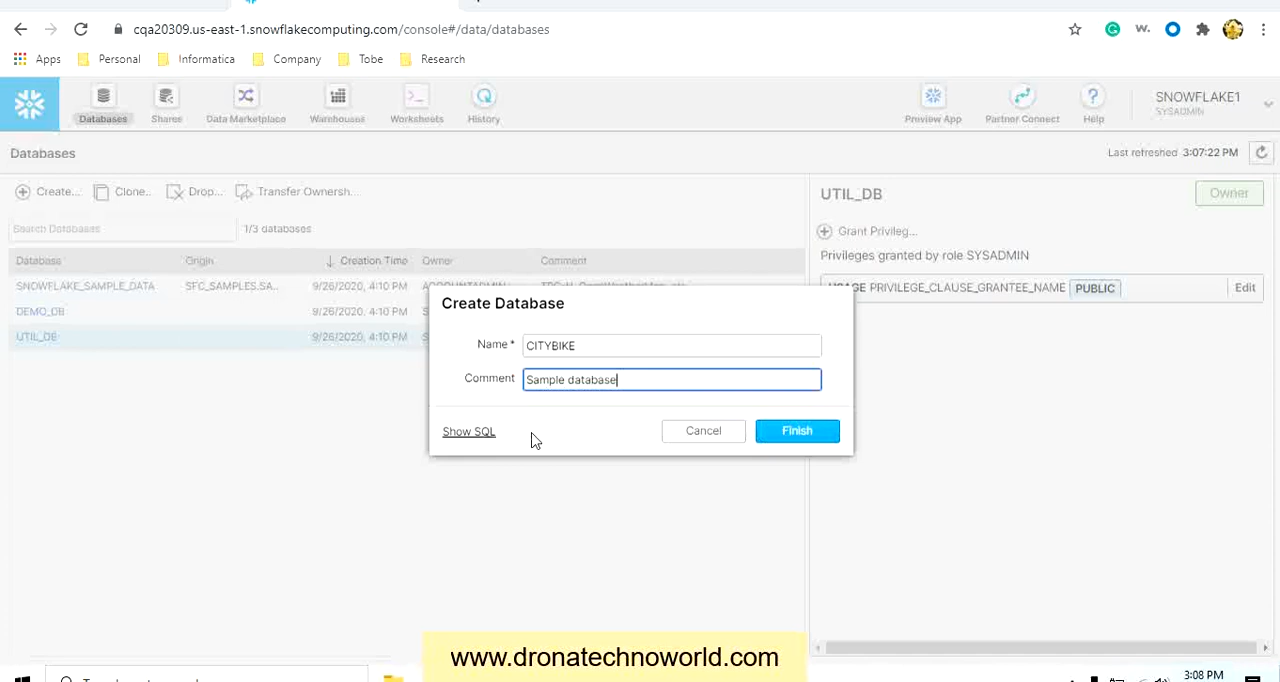 cqa20309.us-east-1.snowflakecomputing.com/console#/data/databases
Apps Personal Informatica Company Tobe Research
Databases Shares Data Marketplace Warehouses Worksheets History Preview App Partner Connect Help SNOWFLAKE1
SYSADMIN
Databases Last refreshed 3:07:22 PM
Create... Clone... Drop... Transfer Ownersh... UTIL_DB Owner
Search Databases 1/3 databases Grant Privileg...
Database Origin Creation Time Owner Comment Privileges granted by role SYSADMIN
SNOWFLAKE_SAMPLE_DATA SFC_SAMPLES.SA... 9/26/2020, 4:10 PM PRIVILEGE_CLAUSE_GRANTEE_NAME PUBLIC Edit
DEMO_DB 9/26/2020, 4:10 PM
UTIL_DB 9/26/2020, 4:10 PM
Create Database
Name * CITYBIKE
Comment Sample database
Show SQL Cancel Finish
www.dronatechnoworld.com
3:08 PM